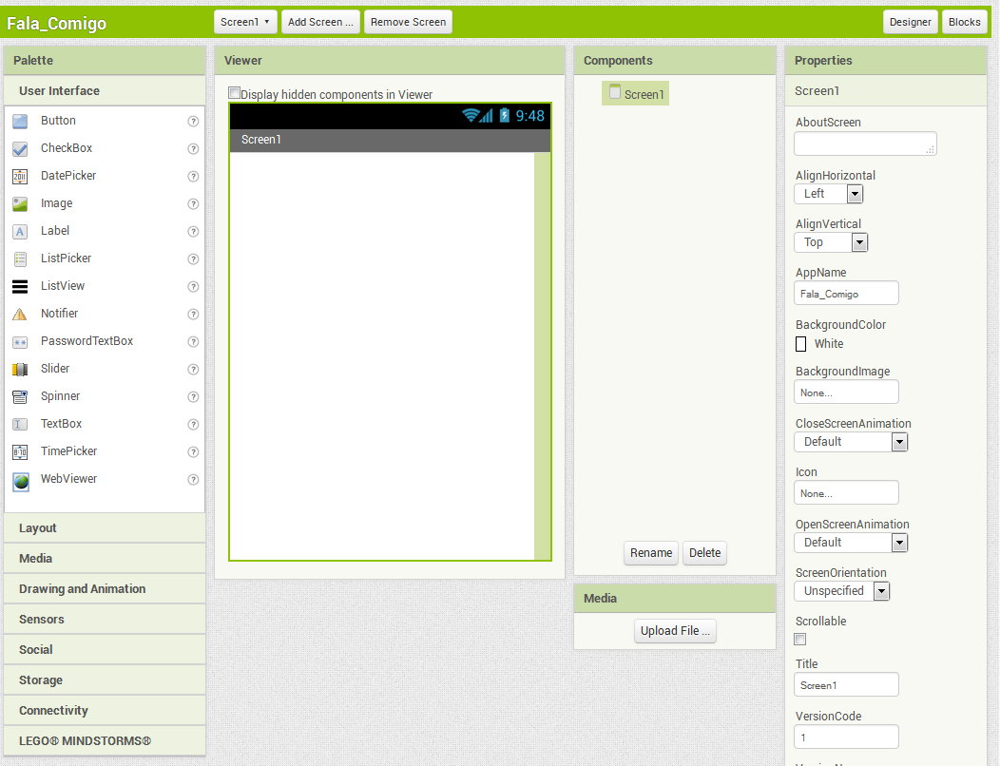 Fala_Comigo
Screen1 ▾
Add Screen ...
Remove Screen
Designer
Blocks
Palette
User Interface
Button ?
CheckBox ?
DatePicker ?
Image ?
Label ?
ListPicker ?
ListView ?
Notifier ?
PasswordTextBox ?
Slider ?
Spinner ?
TextBox ?
TimePicker ?
WebViewer ?
Layout
Media
Drawing and Animation
Sensors
Social
Storage
Connectivity
LEGO® MINDSTORMS®
Viewer
Display hidden components in Viewer
9:48
Screen1
Components
Screen1
Rename
Delete
Media
Upload File ...
Properties
Screen1
AboutScreen
AlignHorizontal
Left
AlignVertical
Top
AppName
Fala_Comigo
BackgroundColor
White
BackgroundImage
None...
CloseScreenAnimation
Default
Icon
None...
OpenScreenAnimation
Default
ScreenOrientation
Unspecified
Scrollable
Title
Screen1
VersionCode
1